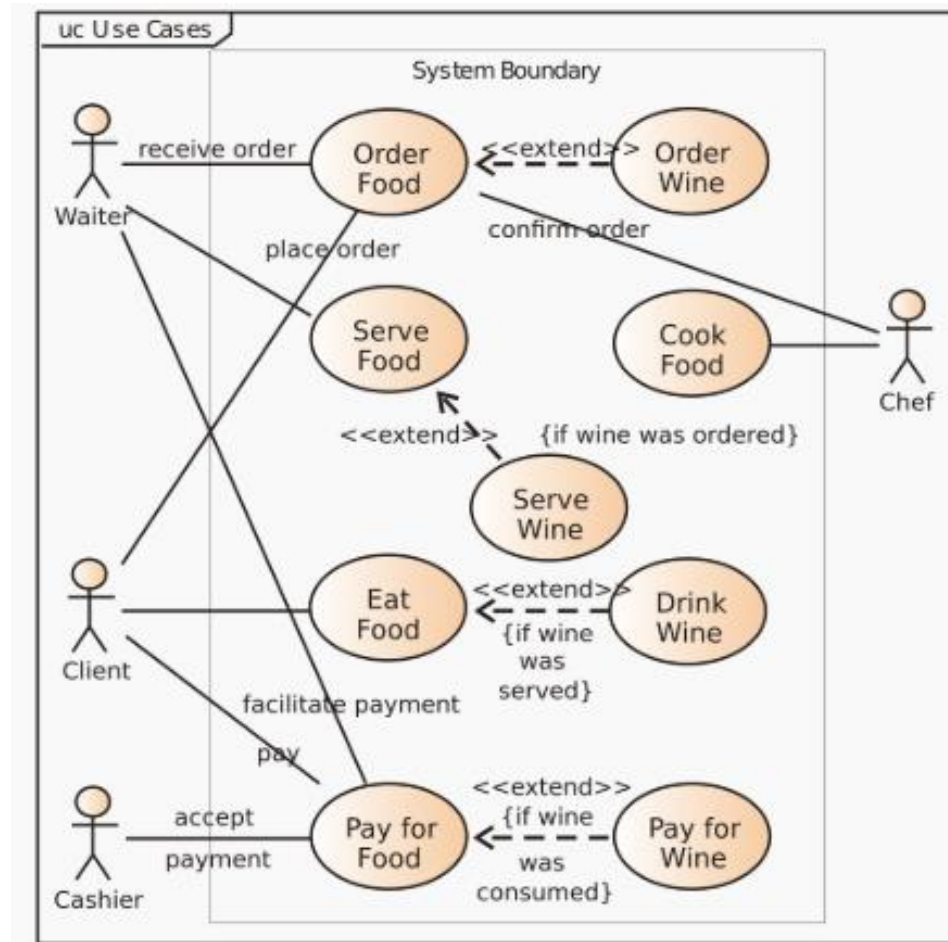 uc Use Cases
System Boundary
receive order
Order
Food
<<extend>>
Order
Wine
Waiter
place order
confirm order
Serve
Food
Cook
Food
Chef
<<extend>>
{if wine was ordered}
Serve
Wine
Eat
Food
<<extend>>
{if wine
was
served}
Drink
Wine
Client
facilitate payment
pay
accept
payment
Pay for
Food
<<extend>>
{if wine
was
consumed}
Pay for
Wine
Cashier